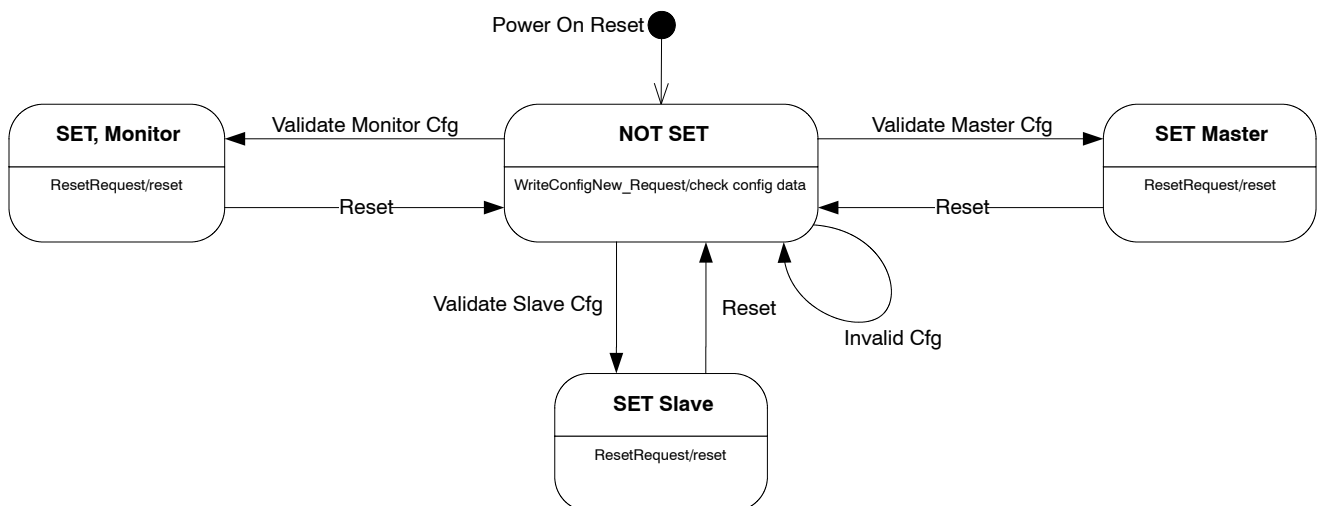 Power On Reset
SET, Monitor
ResetRequest/reset
Validate Monitor Cfg
Reset
NOT SET
WriteConfigNew_Request/check config data
Validate Master Cfg
Reset
SET Master
ResetRequest/reset
Validate Slave Cfg
Reset
Invalid Cfg
SET Slave
ResetRequest/reset